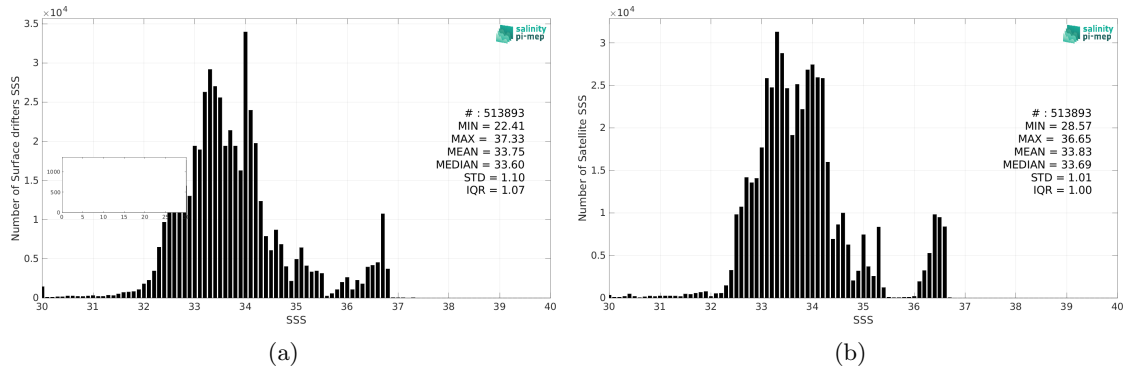 ×10⁴
3.5
3
2.5
2
1.5
1
0.5
0
Number of Surface drifters SSS
salinity
pi-mep
# : 513893
MIN = 22.41
MAX = 37.33
MEAN = 33.75
MEDIAN = 33.60
STD = 1.10
IQR = 1.07
1000
500
0
0 5 10 15 20 25
30 31 32 33 34 35 36 37 38 39 40
SSS
(a)
×10⁴
3
2.5
2
1.5
1
0.5
0
Number of Satellite SSS
salinity
pi-mep
# : 513893
MIN = 28.57
MAX = 36.65
MEAN = 33.83
MEDIAN = 33.69
STD = 1.01
IQR = 1.00
30 31 32 33 34 35 36 37 38 39 40
SSS
(b)